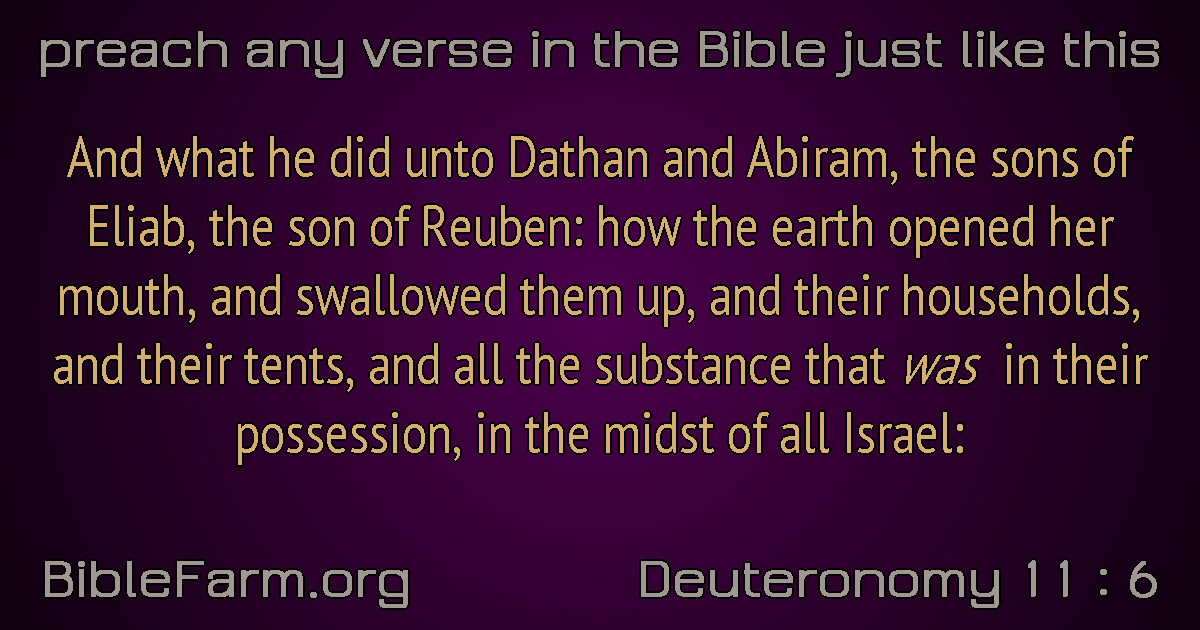 preach any verse in the Bible just like this
And what he did unto Dathan and Abiram, the sons of
Eliab, the son of Reuben: how the earth opened her
mouth, and swallowed them up, and their households,
and their tents, and all the substance that was in their
possession, in the midst of all Israel:
BibleFarm.org
Deuteronomy 11 : 6